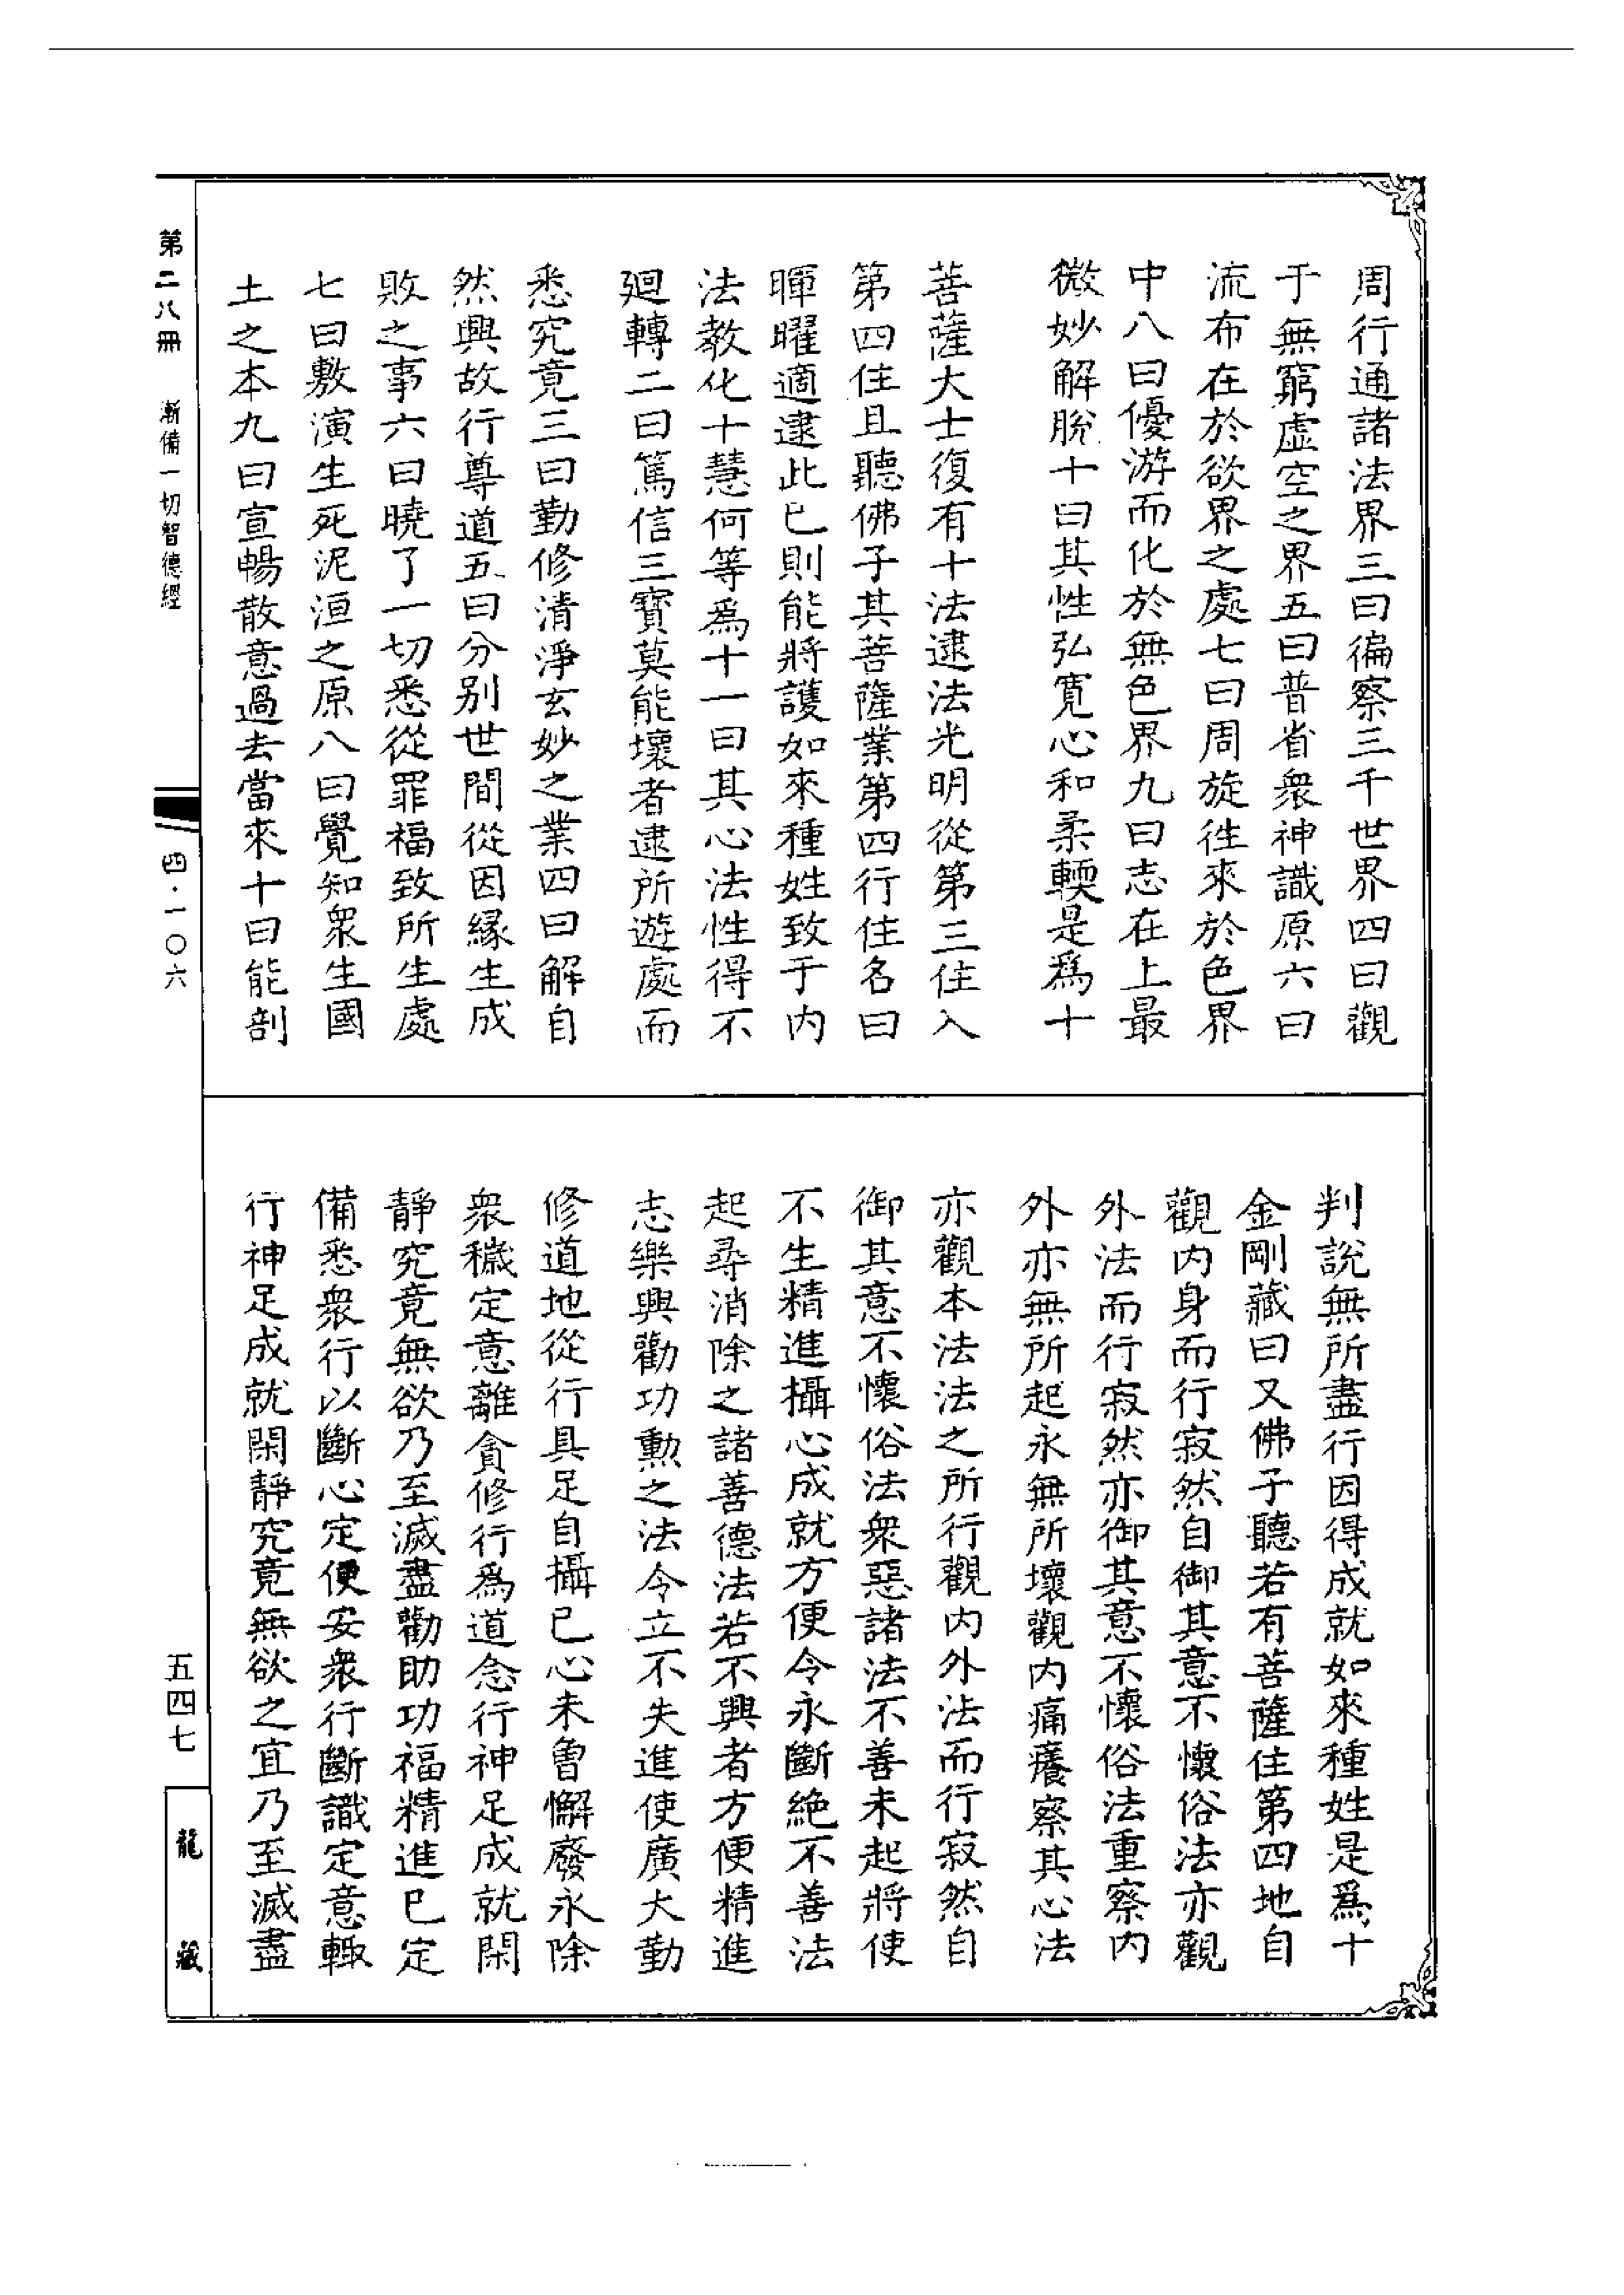 周行通諸法界三曰徧察三千世界四曰觀
于無窮虛空之界五曰普省衆神識原六曰
流布在於欲界之處七曰周旋往來於色界
中八曰優游而化於無色界九曰志在上最
微妙解脫十曰其性弘寬心和柔輭是爲十
菩薩大士復有十法逮法光明從第三住入
第四住且聽佛子其菩薩業第四行住名曰
暉曜適逮此已則能將護如來種姓致于内
法教化十慧何等爲十一曰其心法性得不
廻轉二曰篤信三寶莫能壞者逮所遊處而
悉究竟三曰勤修清淨玄妙之業四曰解自
然興故行尊道五曰分别世間從因緣生成
敗之事六曰曉了一切悉從罪福致所生處
七曰敷演生死泥洹之原八曰覺知衆生國
土之本九曰宣暢散意過去當來十曰能剖
判說無所盡行因得成就如來種姓是爲十
金剛藏曰又佛子聽若有菩薩住第四地自
觀内身而行寂然自御其意不懷俗法亦觀
外法而行寂然亦御其意不懷俗法重察内
外亦無所起永無所壞觀内痛癢察其心法
亦觀本法法之所行觀内外法而行寂然自
御其意不懷俗法衆惡諸法不善未起將使
不生精進攝心成就方便令永斷絶不善法
起尋消除之諸善德法若不興者方便精進
志樂興勸功勲之法令立不失進使廣大勤
修道地從行具足自攝已心未曾懈廢永除
衆穢定意離貪修行爲道念行神足成就閑
靜究竟無欲乃至滅盡勸助功福精進已定
備悉衆行以斷心定便安衆行斷識定意輙
行神足成就閑靜究竟無欲之宜乃至滅盡
第二八冊 漸備一切智德經
四·一〇六
五四七
龍藏